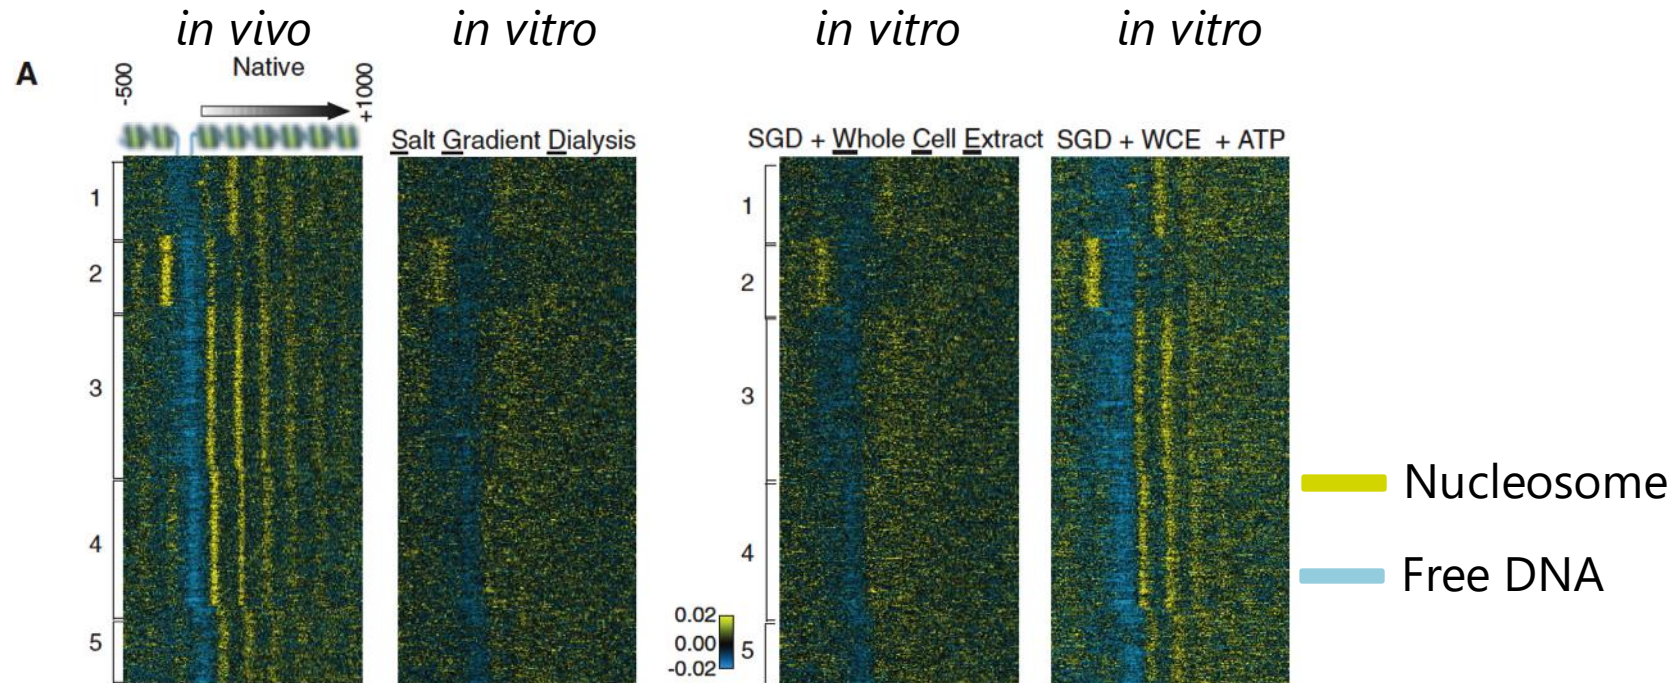 in vivo
in vitro
in vitro
in vitro
A
-500
Native
+1000
Salt Gradient Dialysis
SGD + Whole Cell Extract
SGD + WCE + ATP
1
2
3
4
5
0.02
0.00
-0.02
1
2
3
4
5
Nucleosome
Free DNA